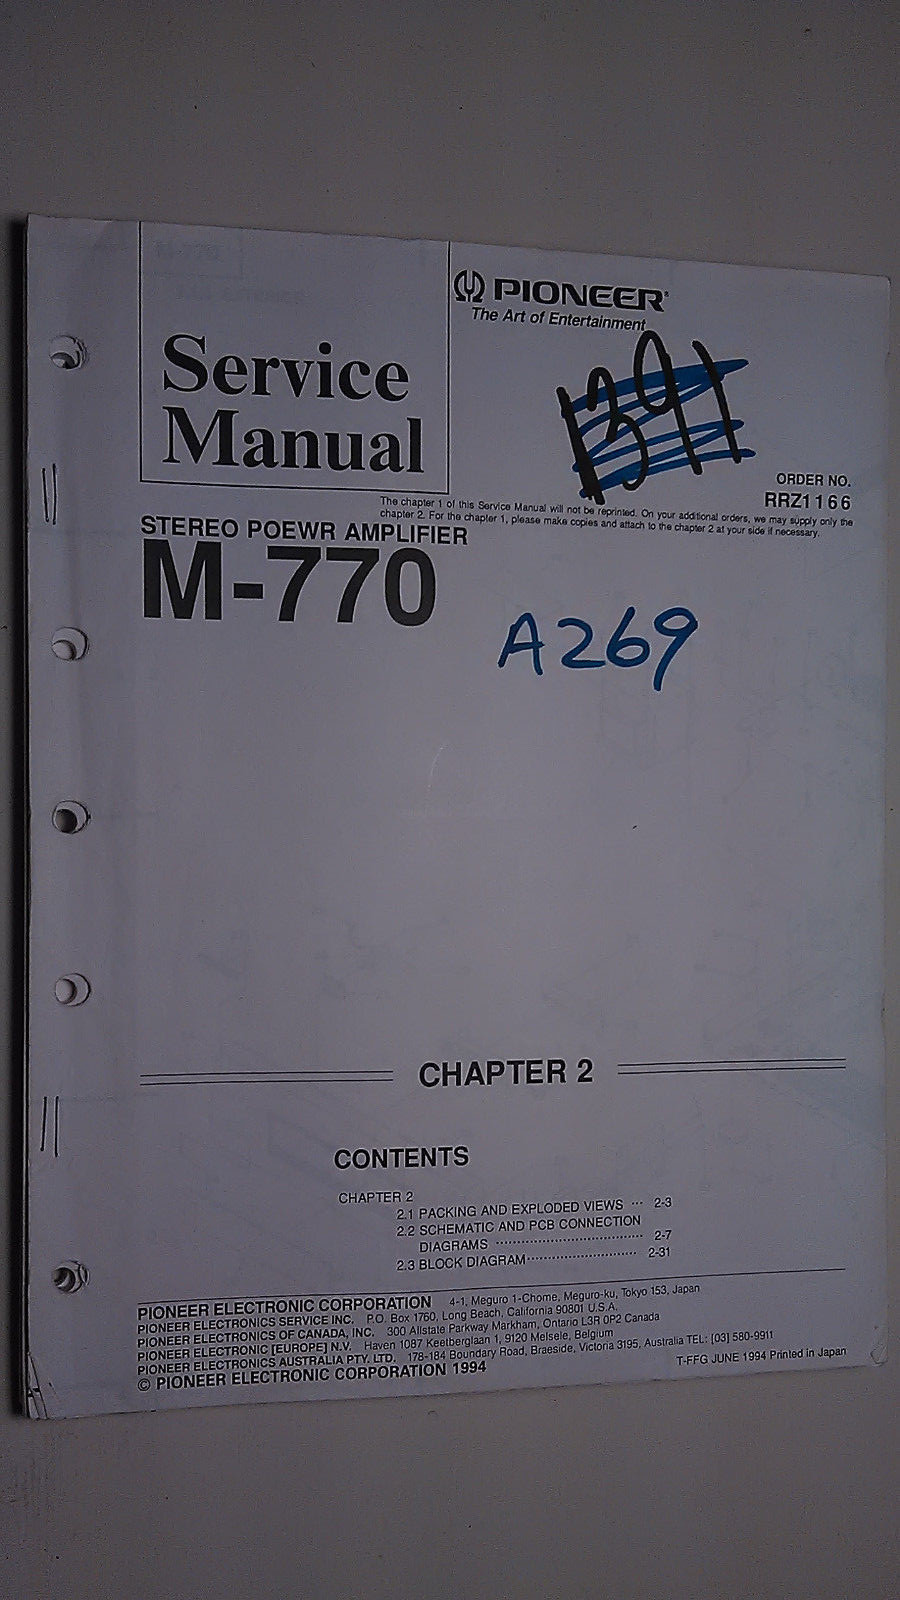 PIONEER®
The Art of Entertainment
Service
Manual
1391
ORDER NO.
RRZ1166
The chapter 1 of this Service Manual will not be reprinted. On your additional orders, we may supply only the
chapter 2. For the chapter 1, please make copies and attach to the chapter 2 at your side if necessary.
STEREO POEWR AMPLIFIER
M-770
A269
CHAPTER 2
CONTENTS
CHAPTER 2
2.1 PACKING AND EXPLODED VIEWS ··· 2-3
2.2 SCHEMATIC AND PCB CONNECTION
DIAGRAMS ··································· 2-7
2.3 BLOCK DIAGRAM·························· 2-31
PIONEER ELECTRONIC CORPORATION 4-1, Meguro 1-Chome, Meguro-ku, Tokyo 153, Japan
PIONEER ELECTRONICS SERVICE INC. P.O. Box 1760, Long Beach, California 90801 U.S.A.
PIONEER ELECTRONICS OF CANADA, INC. 300 Allstate Parkway Markham, Ontario L3R 0P2 Canada
PIONEER ELECTRONIC [EUROPE] N.V. Haven 1087 Keetberglaan 1, 9120 Melsele, Belgium
PIONEER ELECTRONICS AUSTRALIA PTY. LTD. 178-184 Boundary Road, Braeside, Victoria 3195, Australia TEL: [03] 580-9911
© PIONEER ELECTRONIC CORPORATION 1994
T-FFG JUNE 1994 Printed in Japan